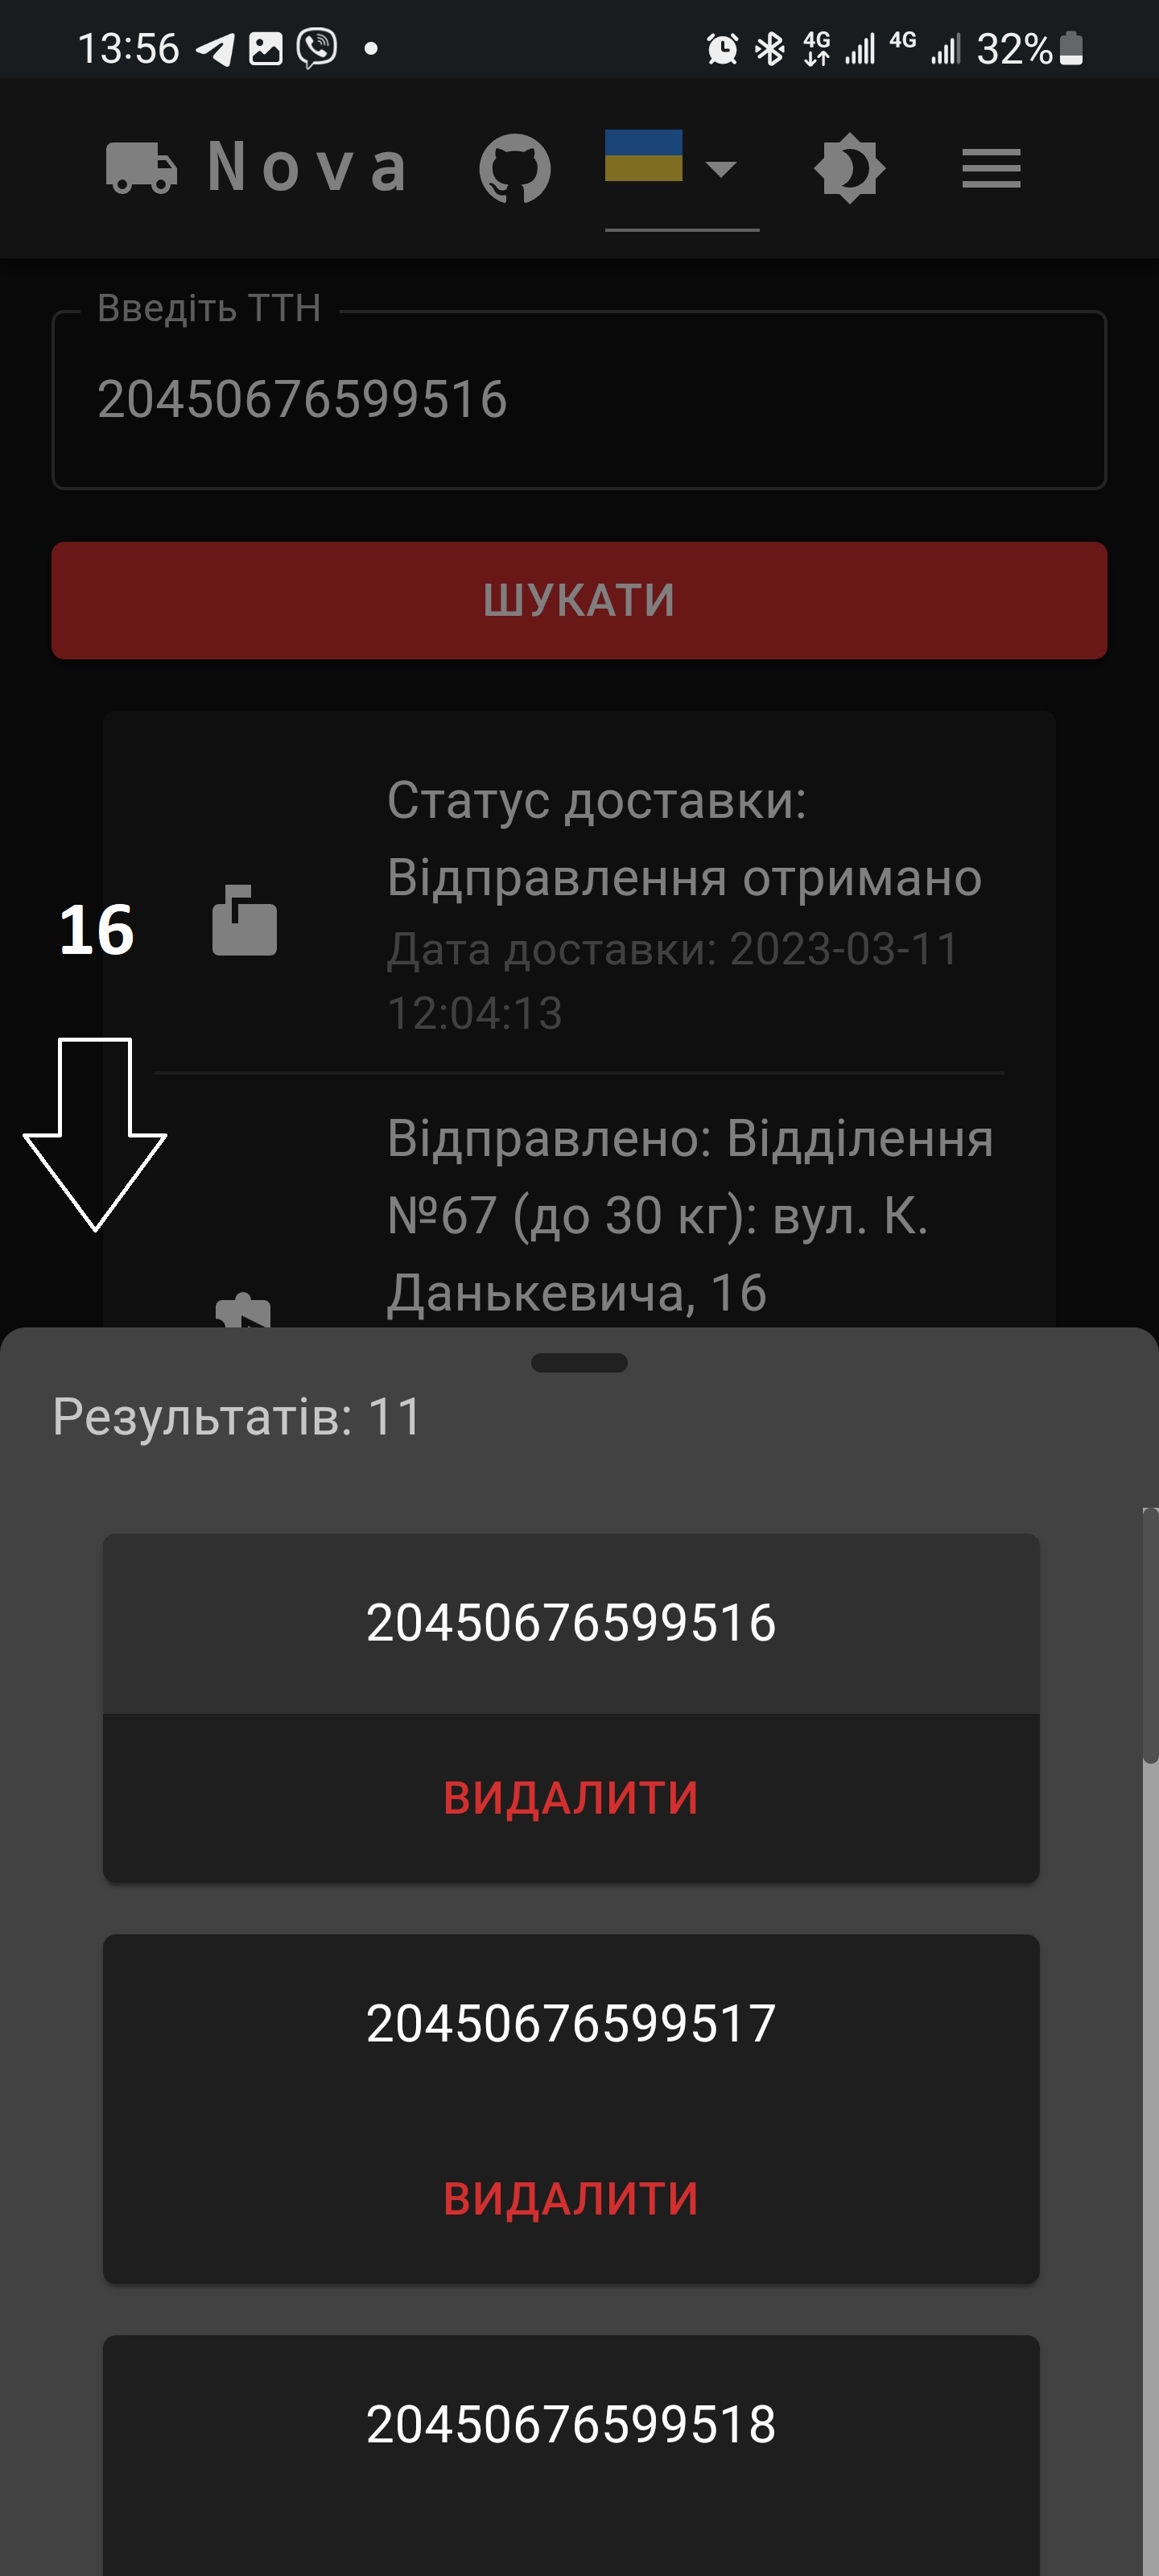 13:56 4G 4G 32%
Nova
Введіть ТТН
20450676599516
ШУКАТИ
Статус доставки:
Відправлення отримано
Дата доставки: 2023-03-11
12:04:13
16
Відправлено: Відділення
№67 (до 30 кг): вул. К.
Данькевича, 16
Результатів: 11
20450676599516
ВИДАЛИТИ
20450676599517
ВИДАЛИТИ
20450676599518